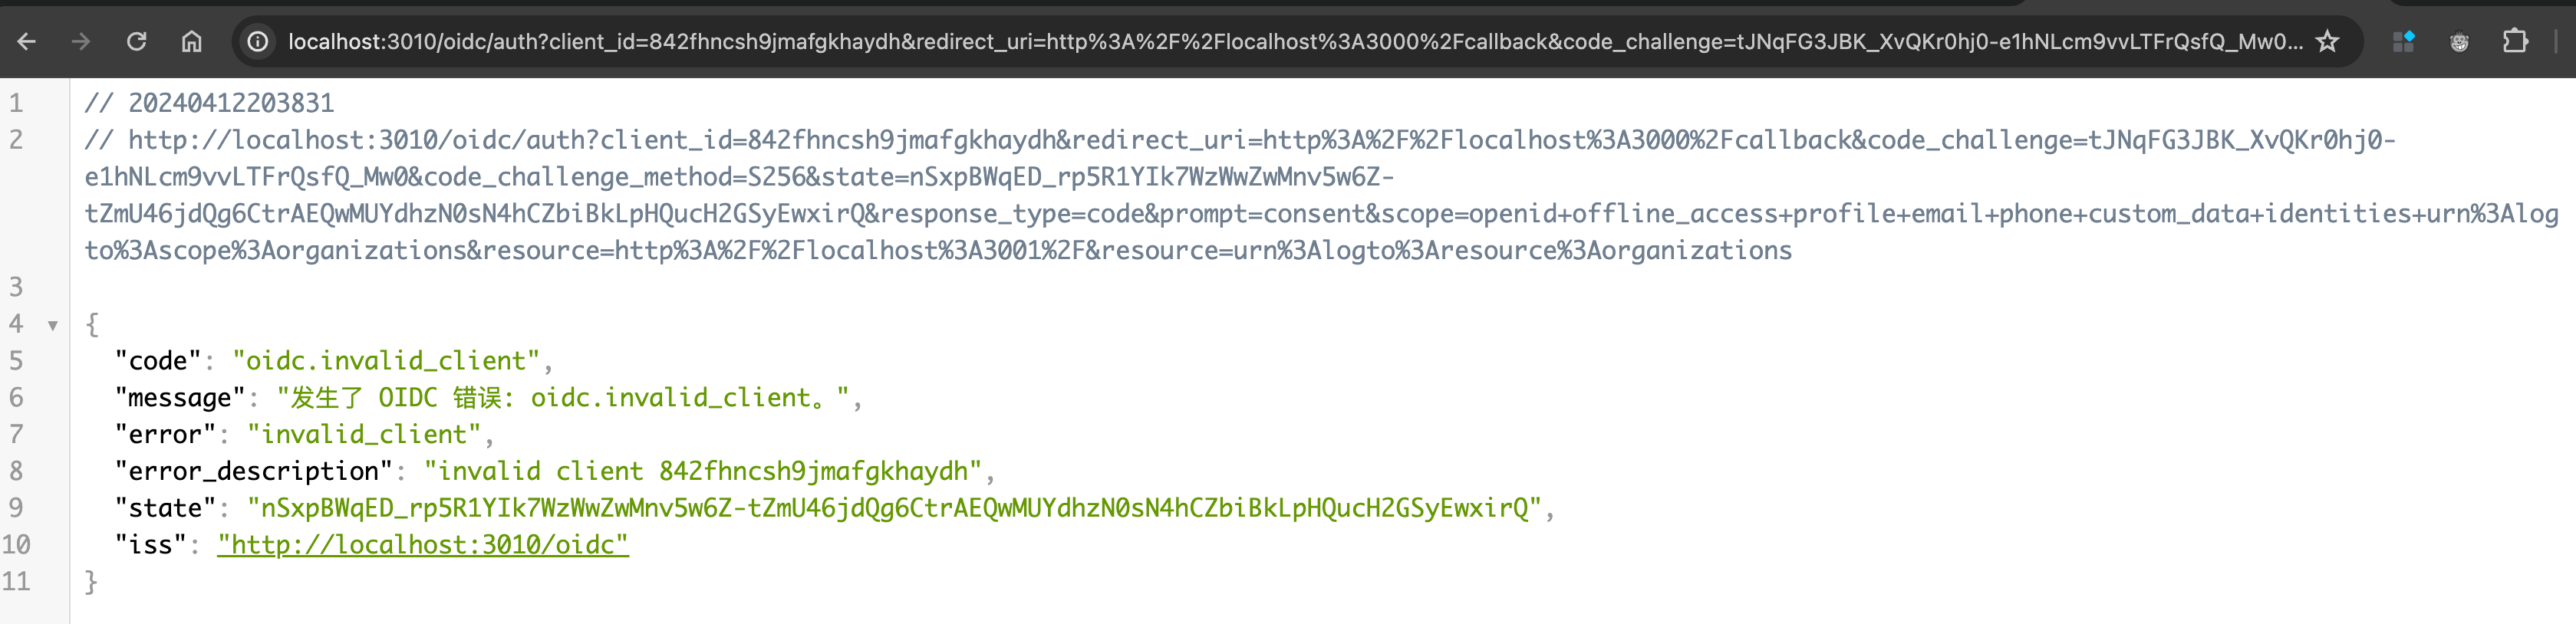 localhost:3010/oidc/auth?client_id=842fhncsh9jmafgkhaydh&redirect_uri=http%3A%2F%2Flocalhost%3A3000%2Fcallback&code_challenge=tJNqFG3JBK_XvQKr0hj0-e1hNLcm9vvLTFrQsfQ_Mw0...
1 // 20240412203831
2 // http://localhost:3010/oidc/auth?client_id=842fhncsh9jmafgkhaydh&redirect_uri=http%3A%2F%2Flocalhost%3A3000%2Fcallback&code_challenge=tJNqFG3JBK_XvQKr0hj0-
e1hNLcm9vvLTFrQsfQ_Mw0&code_challenge_method=S256&state=nSxpBWqED_rp5R1YIk7WzWwZwMnv5w6Z-
tZmU46jdQg6CtrAEQwMUYdhzN0sN4hCZbiBkLpHQucH2GSyEwxirQ&response_type=code&prompt=consent&scope=openid+offline_access+profile+email+phone+custom_data+identities+urn%3Alog
to%3Ascope%3Aorganizations&resource=http%3A%2F%2Flocalhost%3A3001%2F&resource=urn%3Alogto%3Aresource%3Aorganizations
3
4 {
5 "code": "oidc.invalid_client",
6 "message": "发生了 OIDC 错误: oidc.invalid_client。",
7 "error": "invalid_client",
8 "error_description": "invalid client 842fhncsh9jmafgkhaydh",
9 "state": "nSxpBWqED_rp5R1YIk7WzWwZwMnv5w6Z-tZmU46jdQg6CtrAEQwMUYdhzN0sN4hCZbiBkLpHQucH2GSyEwxirQ",
10 "iss": "http://localhost:3010/oidc"
11 }